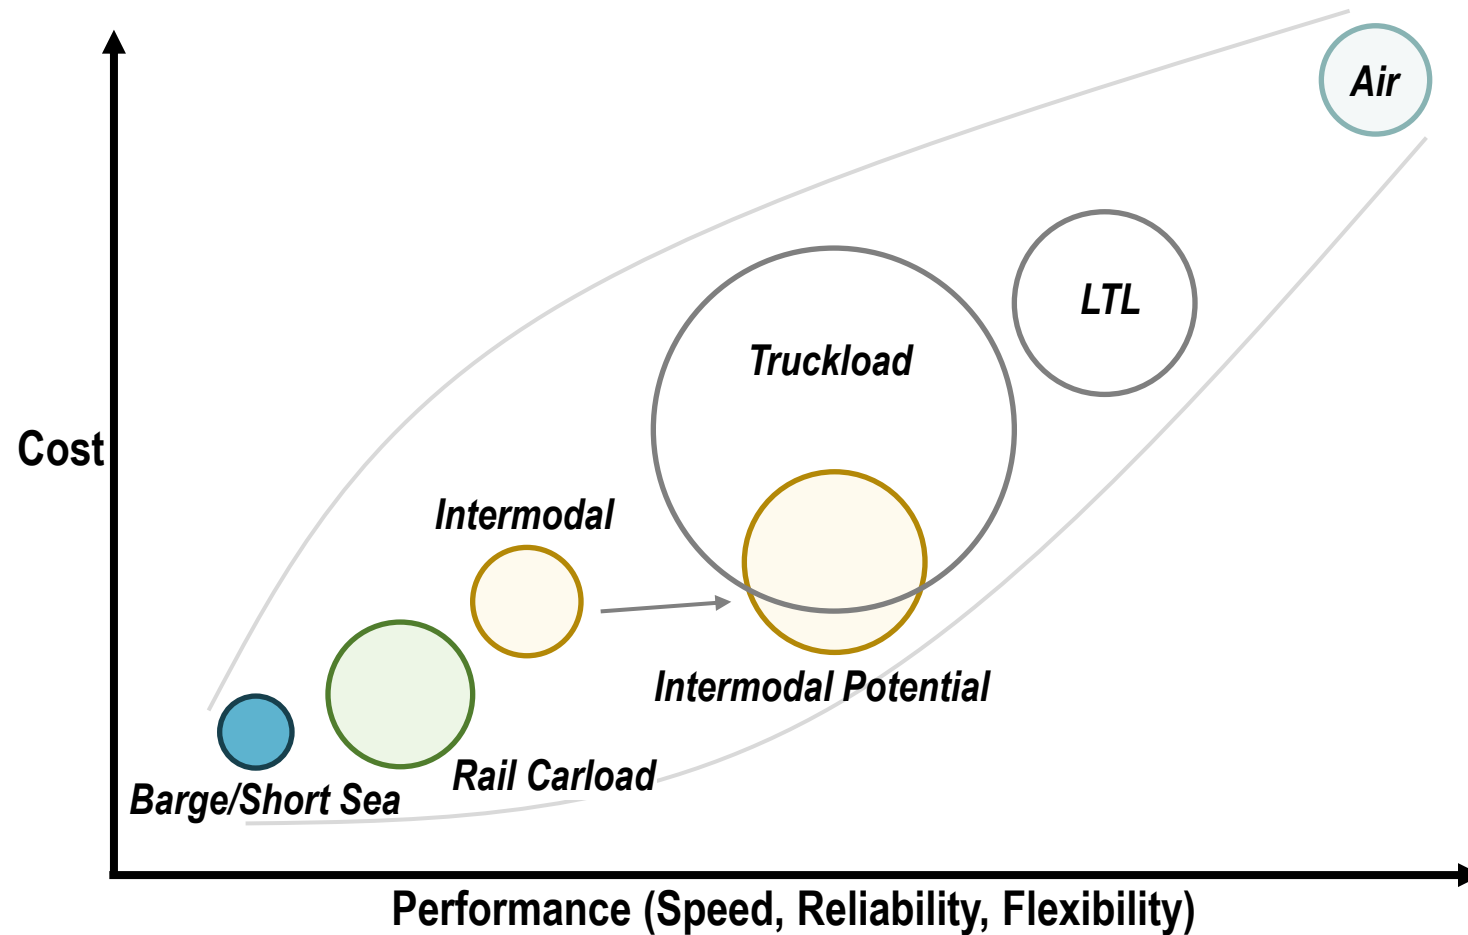 Air
LTL
Truckload
Cost
Intermodal
Intermodal Potential
Rail Carload
Barge/Short Sea
Performance (Speed, Reliability, Flexibility)